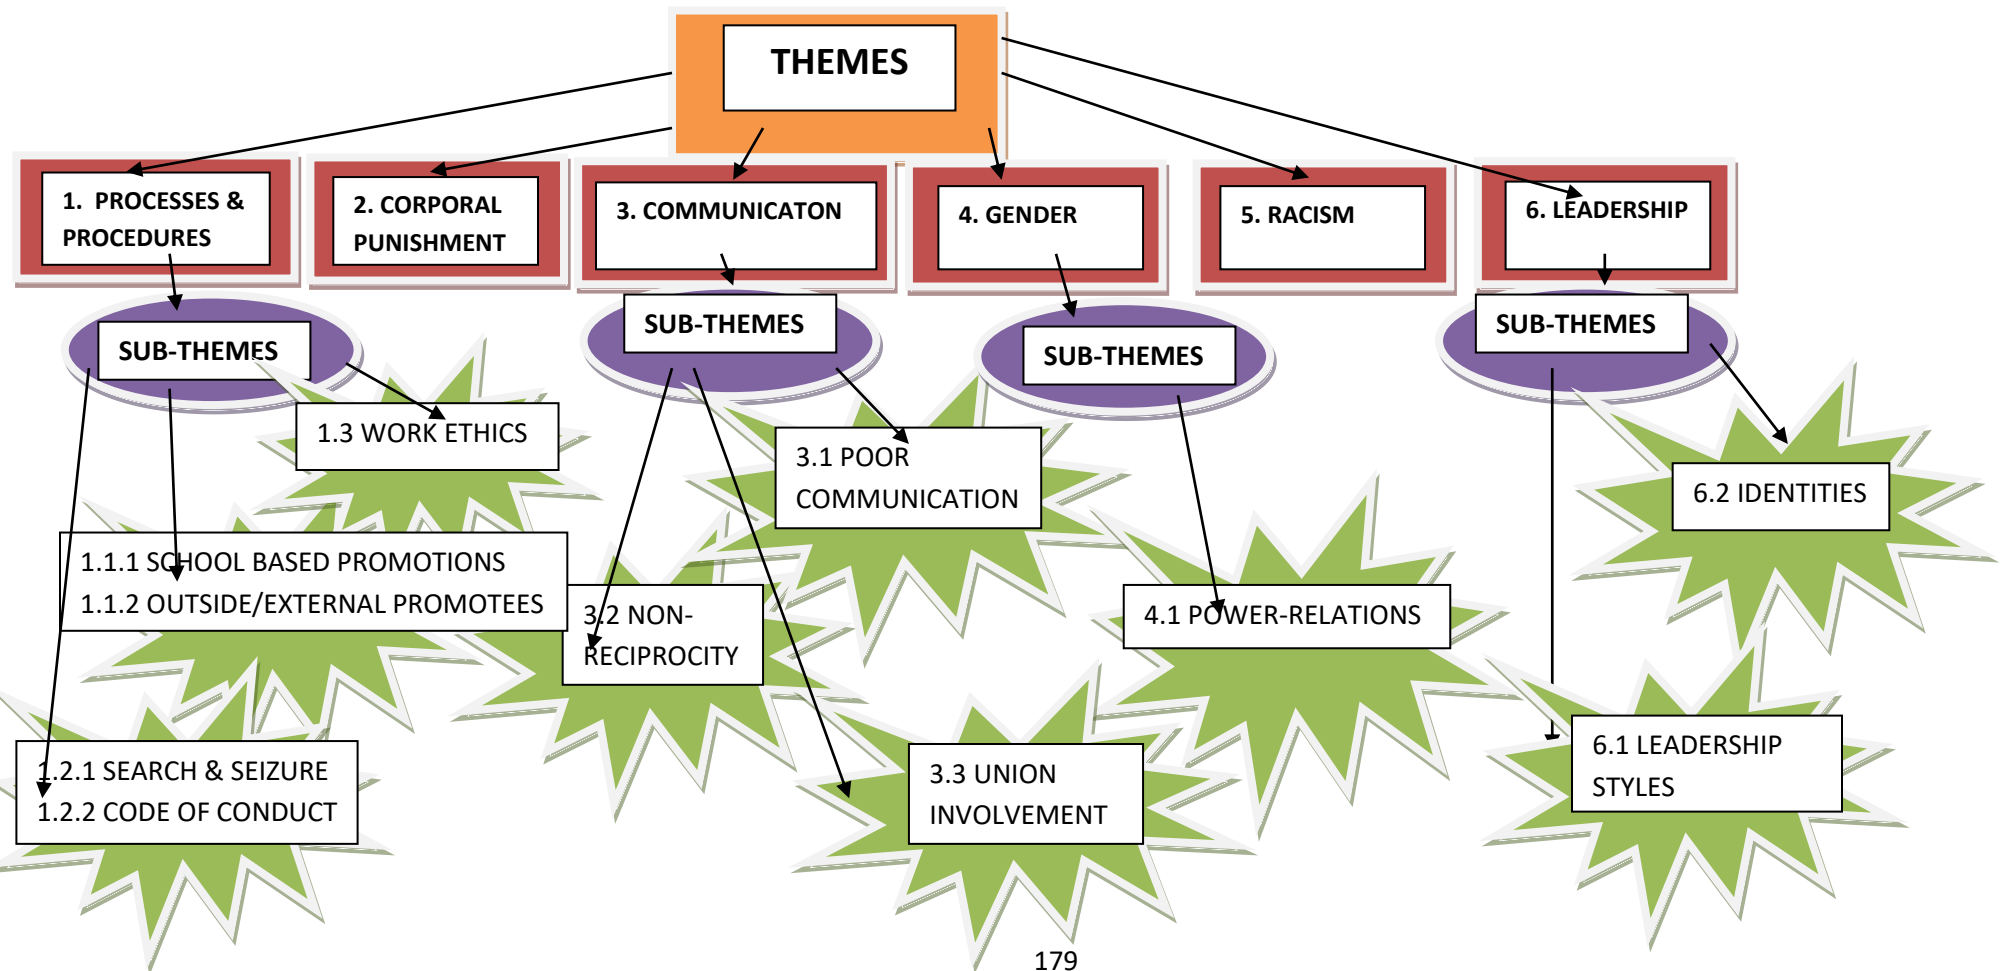 THEMES
1.  PROCESSES &
PROCEDURES
2. CORPORAL
PUNISHMENT
3. COMMUNICATON
4. GENDER
5. RACISM
6. LEADERSHIP
SUB-THEMES
SUB-THEMES
SUB-THEMES
SUB-THEMES
1.3 WORK ETHICS
3.1 POOR
COMMUNICATION
6.2 IDENTITIES
1.1.1 SCHOOL BASED PROMOTIONS
1.1.2 OUTSIDE/EXTERNAL PROMOTEES
3.2 NON-
RECIPROCITY
4.1 POWER-RELATIONS
1.2.1 SEARCH & SEIZURE
1.2.2 CODE OF CONDUCT
3.3 UNION
INVOLVEMENT
6.1 LEADERSHIP
STYLES
179